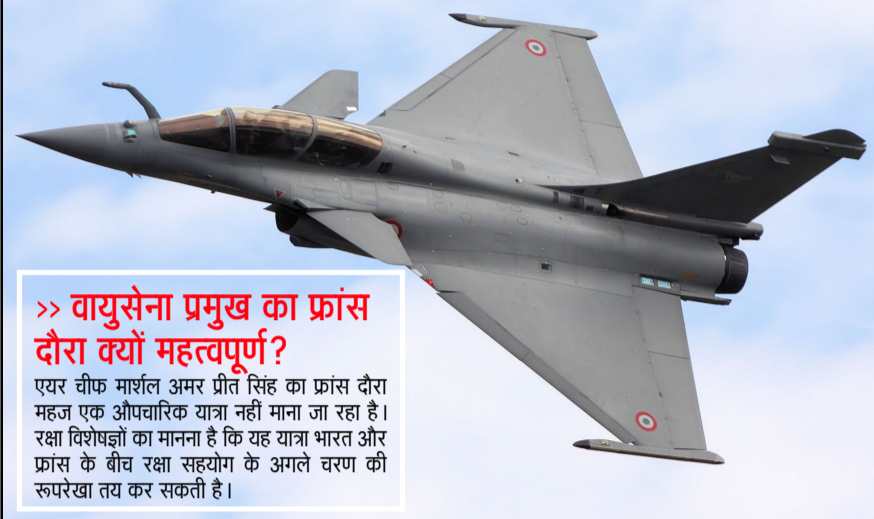 >> वायुसेना प्रमुख का फ्रांस
दौरा क्यों महत्वपूर्ण?
एयर चीफ मार्शल अमर प्रीत सिंह का फ्रांस दौरा
महज एक औपचारिक यात्रा नहीं माना जा रहा है।
रक्षा विशेषज्ञों का मानना है कि यह यात्रा भारत और
फ्रांस के बीच रक्षा सहयोग के अगले चरण की
रूपरेखा तय कर सकती है।